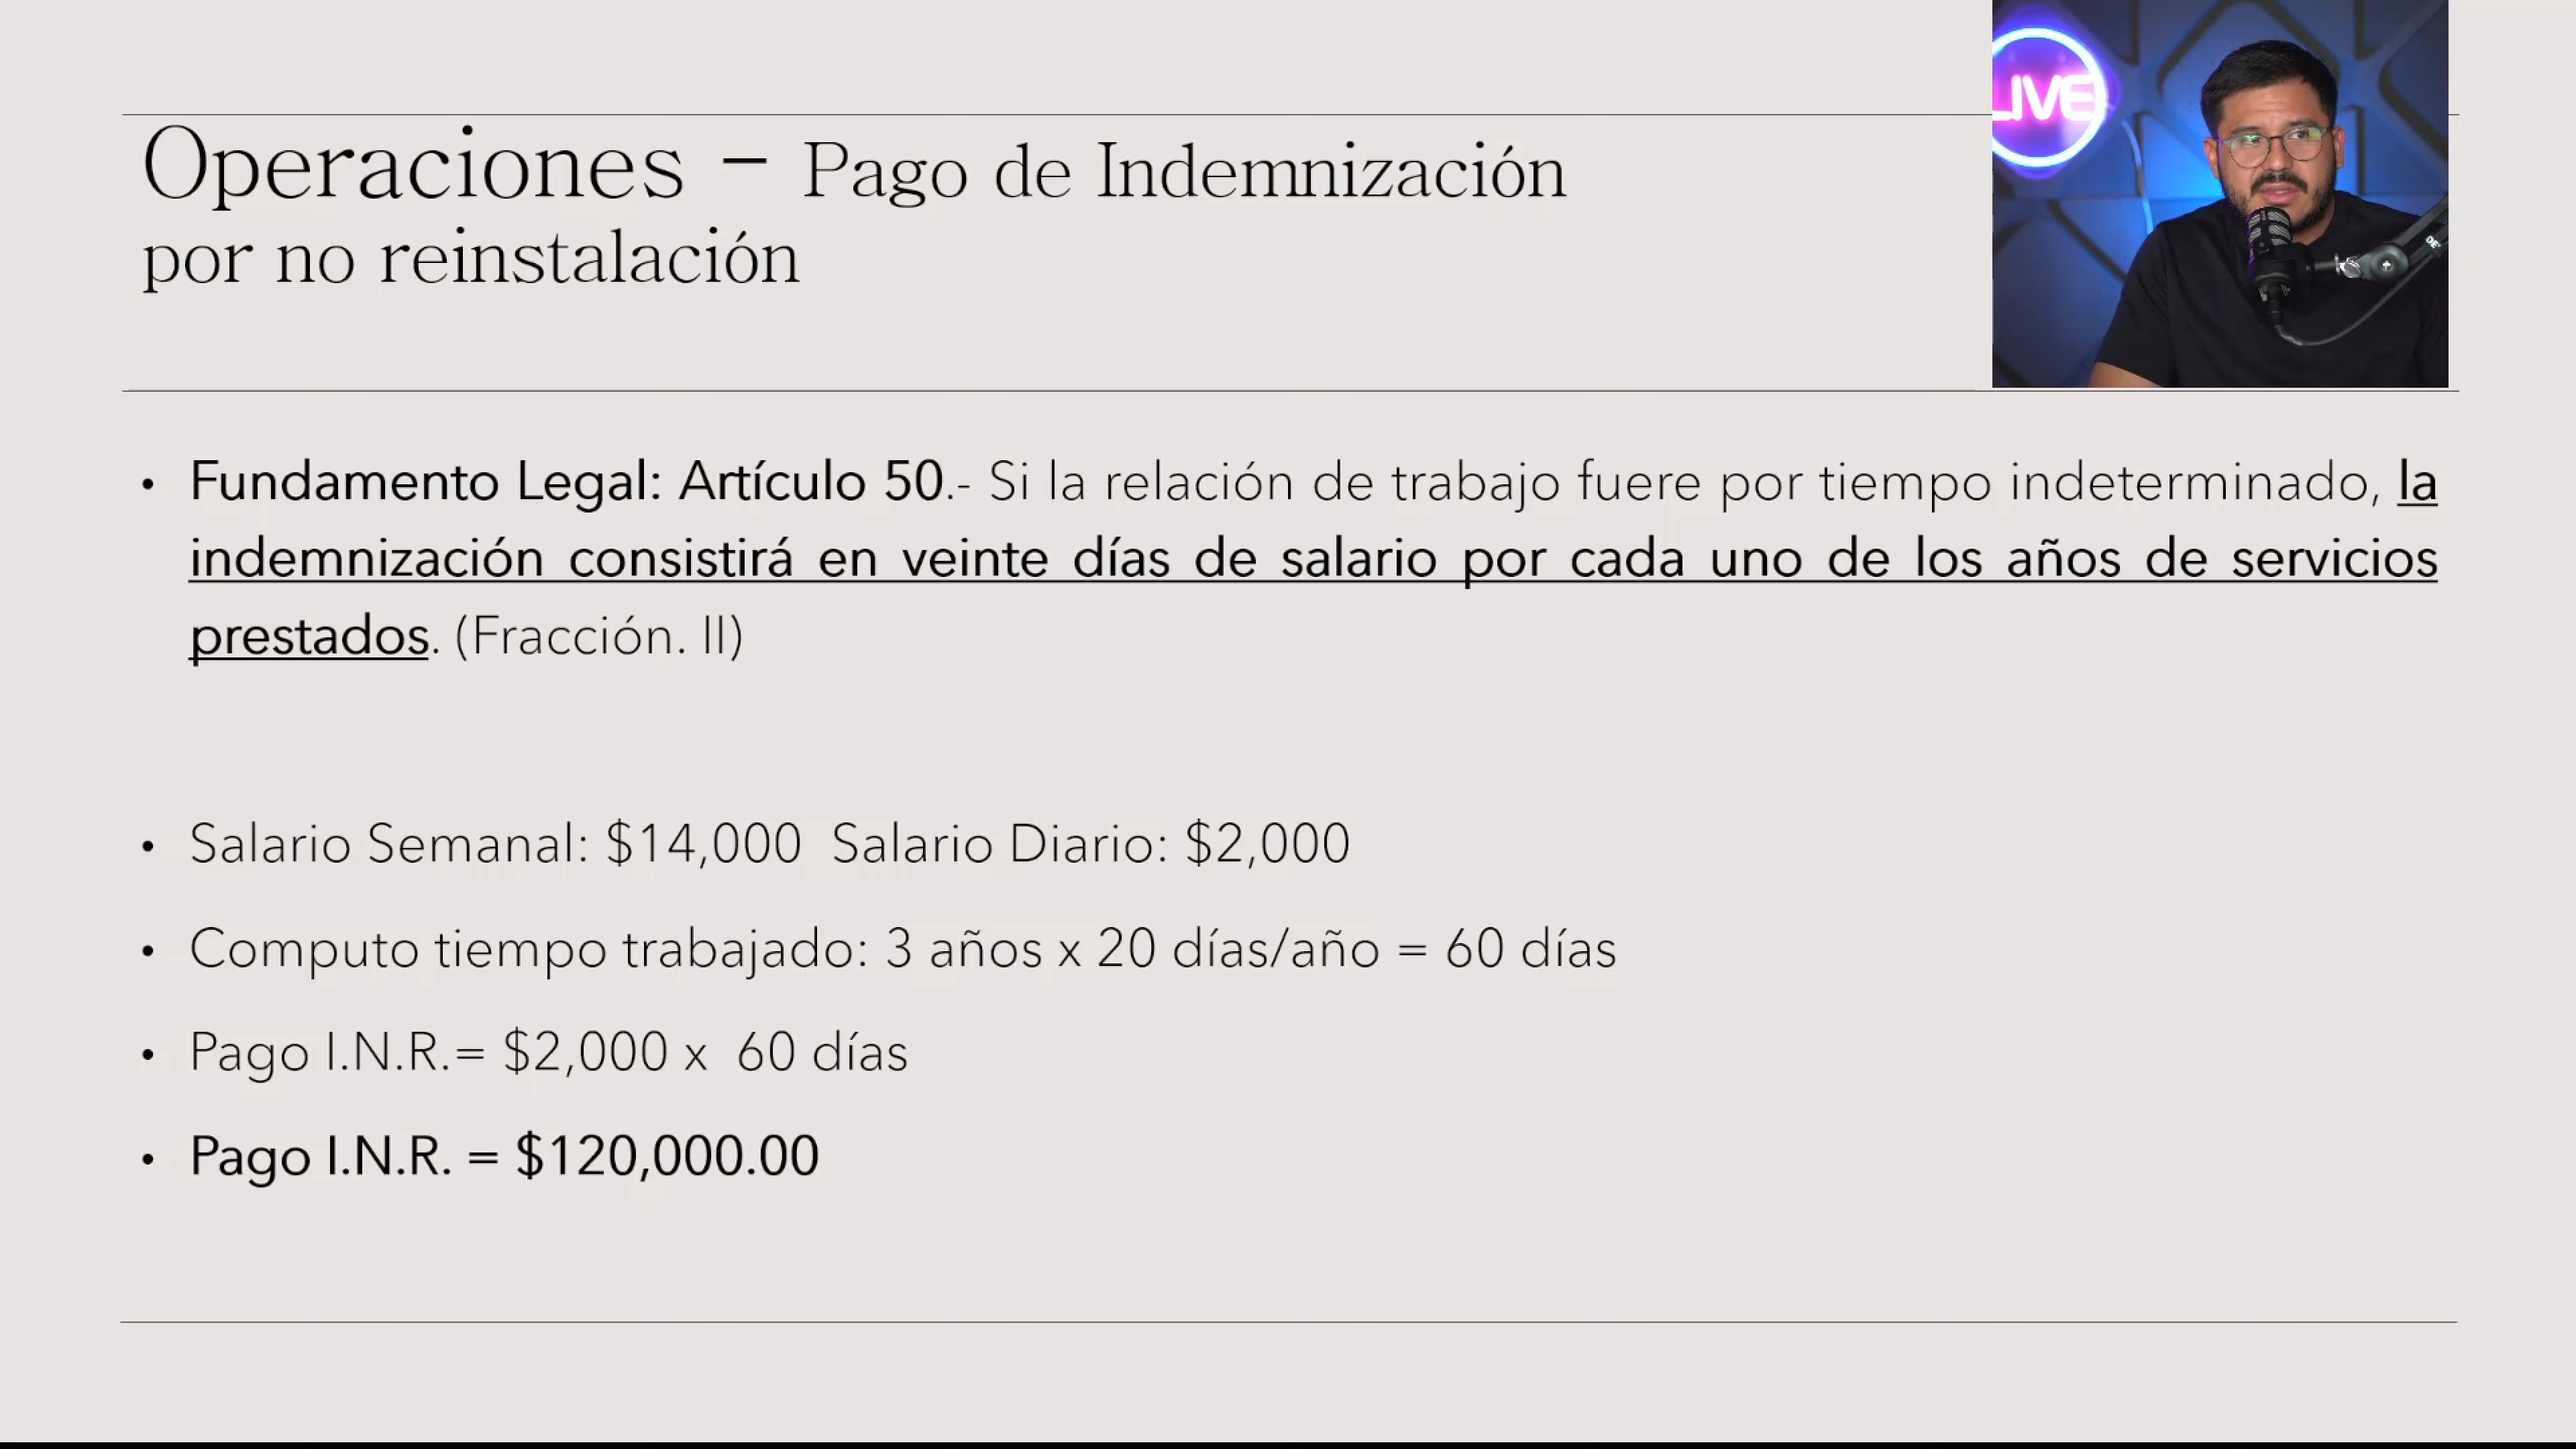 Operaciones – Pago de Indemnización
por no reinstalación
LIVE
• Fundamento Legal: Artículo 50.- Si la relación de trabajo fuere por tiempo indeterminado, la
indemnización consistirá en veinte días de salario por cada uno de los años de servicios
prestados. (Fracción. II)
• Salario Semanal: $14,000  Salario Diario: $2,000
• Computo tiempo trabajado: 3 años x 20 días/año = 60 días
• Pago I.N.R.= $2,000 x  60 días
• Pago I.N.R. = $120,000.00